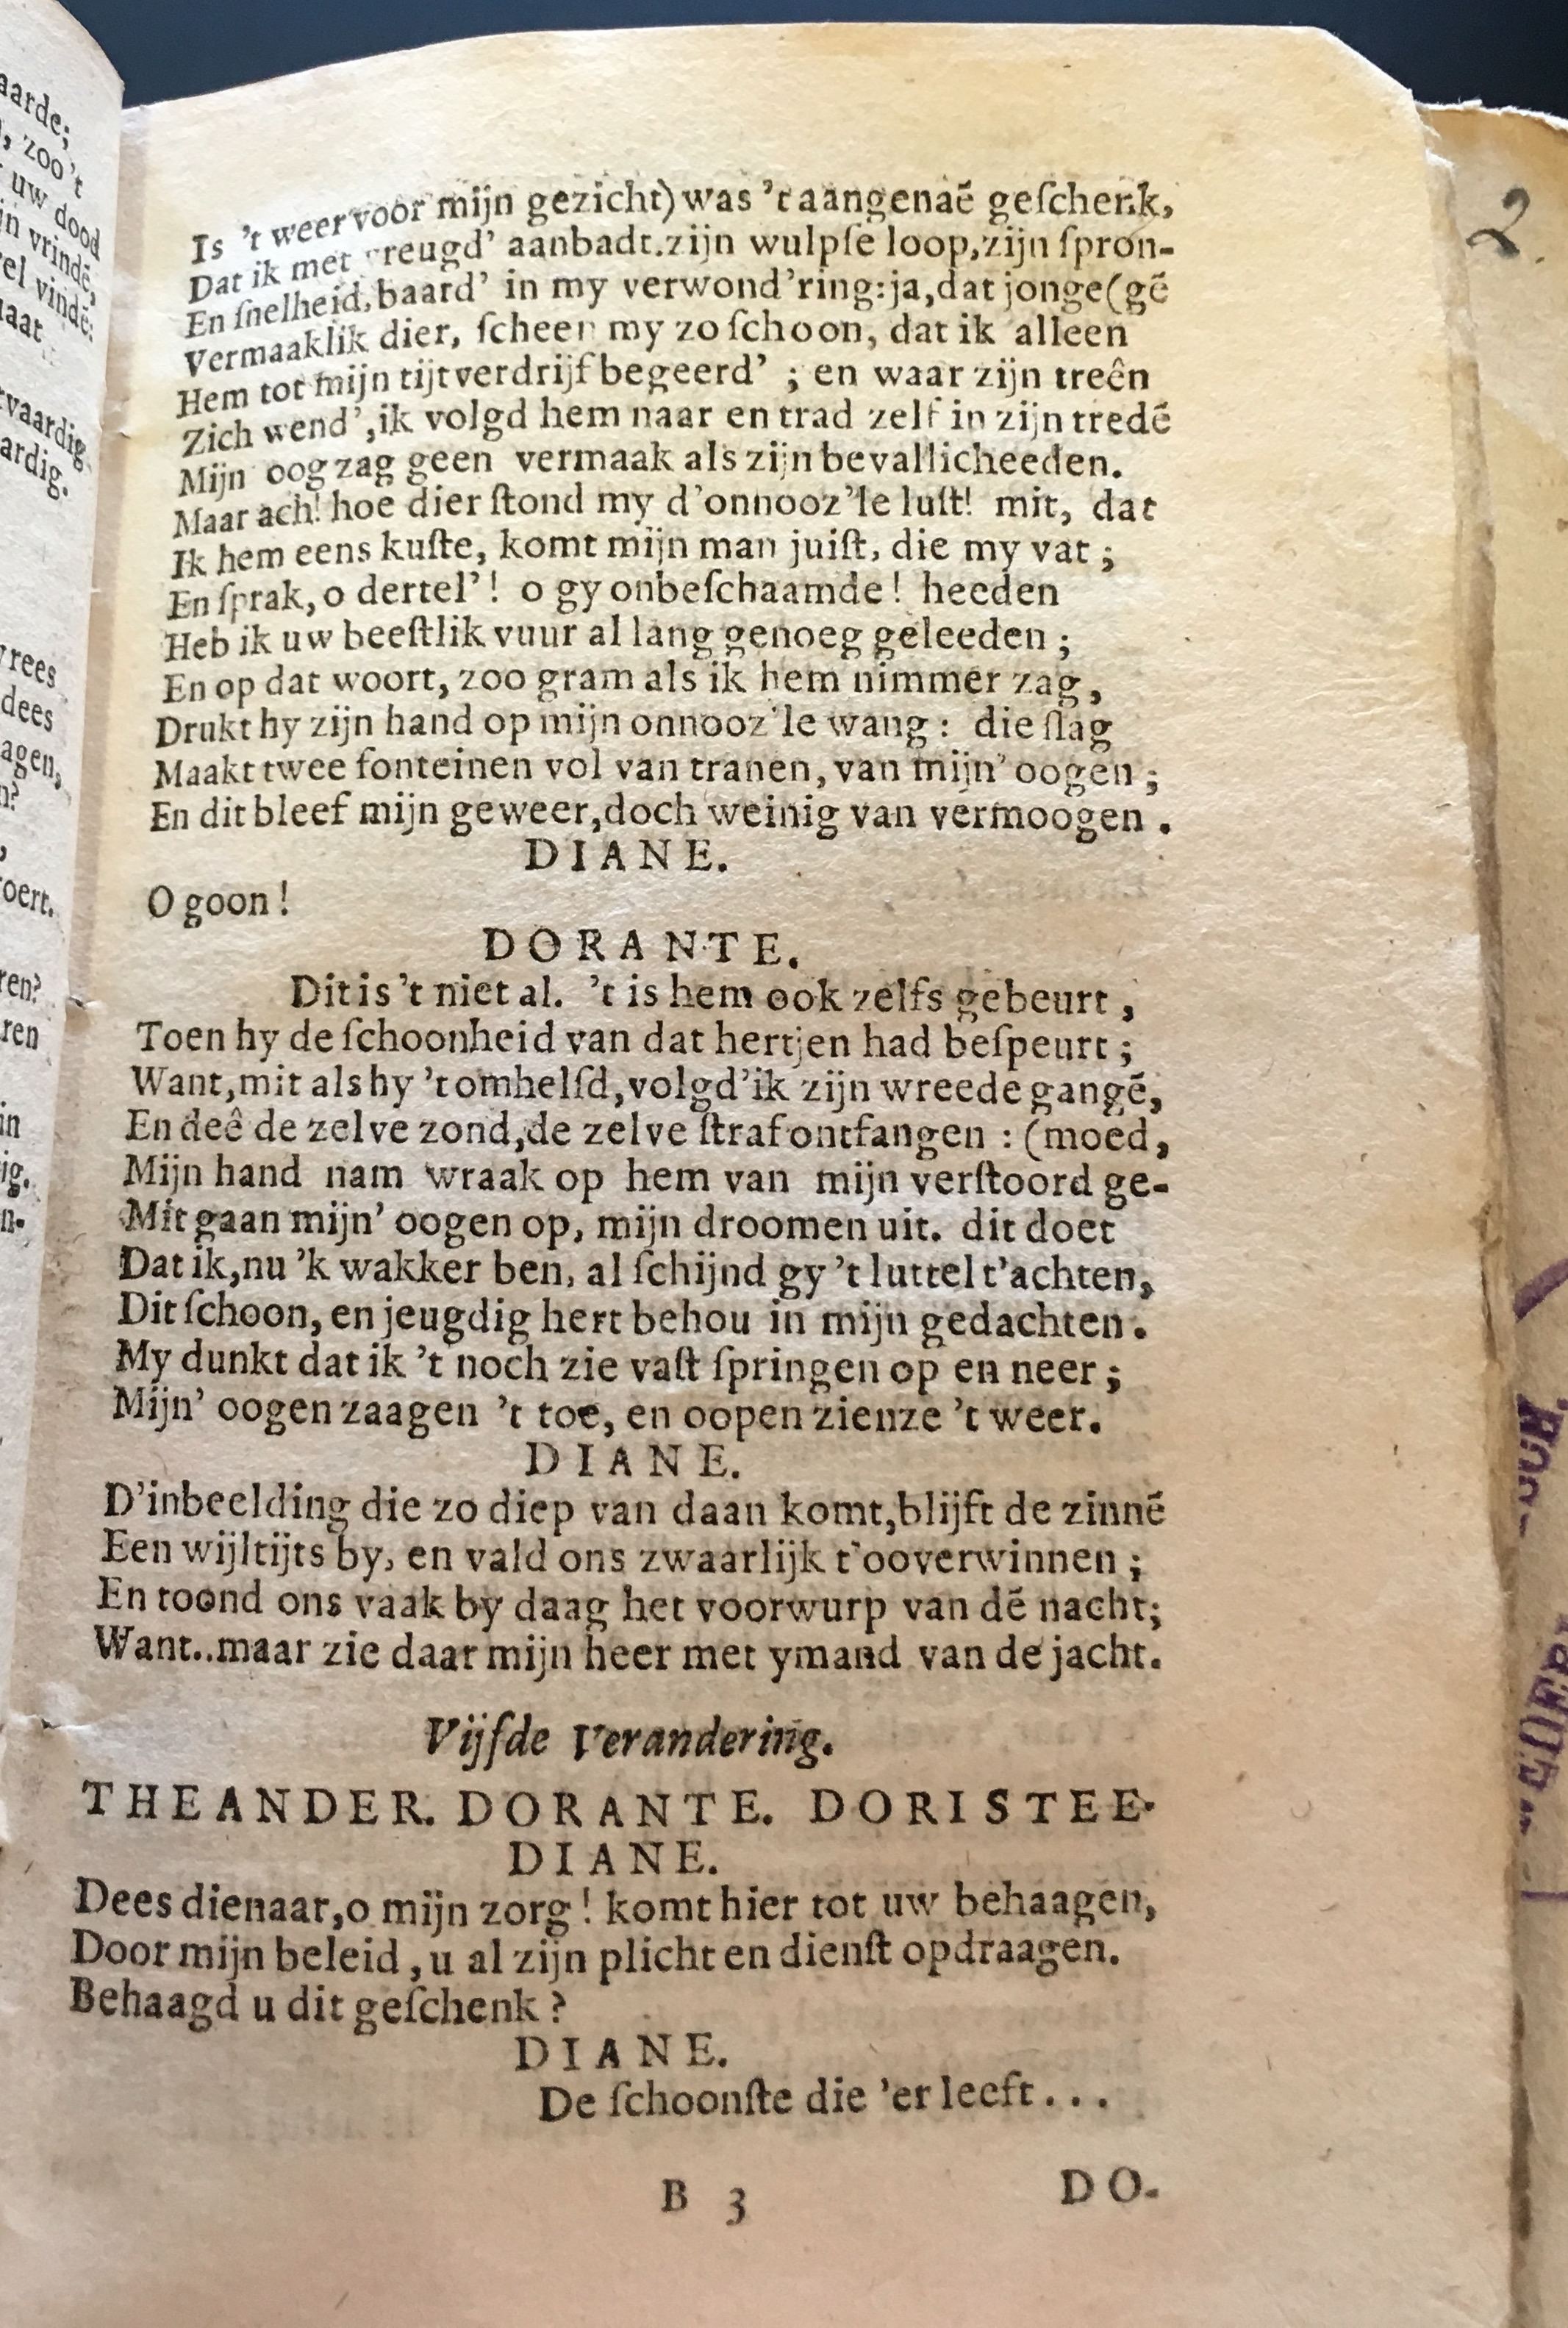 aarde;
zoo't
uw dood
vrindē,
vindē:
Is 't weer voor mijn gezicht) was 't aangenaē geſchenk,
Dat ik met vreugd' aanbadt. zijn wulpſe loop, zijn ſpron-
En ſnelheid, baard' in my verwond'ring: ja, dat jonge (gē
Vermaaklik dier, ſcheen my zo ſchoon, dat ik alleen
Hem tot mijn tijtverdrijf begeerd' ; en waar zijn treên
Zich wend', ik volgd hem naar en trad zelf in zijn tredē
Mijn oog zag geen vermaak als zijn bevallicheeden.
Maar ach! hoe dier ſtond my d'onnooz'le luſt! mit, dat
Ik hem eens kuſte, komt mijn man juiſt, die my vat ;
En ſprak, o dertel'! o gy onbeſchaamde! heeden
Heb ik uw beeſtlik vuur al lang genoeg geleeden ;
En op dat woort, zoo gram als ik hem nimmer zag,
Drukt hy zijn hand op mijn onnooz'le wang : die ſlag
Maakt twee fonteinen vol van tranen, van mijn' oogen ;
En dit bleef mijn geweer, doch weinig van vermoogen .
DIANE.
O goon !
DORANTE.
Dit is 't niet al. 't is hem ook zelfs gebeurt ,
Toen hy de ſchoonheid van dat hertjen had beſpeurt ;
Want, mit als hy 't omhelſd, volgd' ik zijn wreede gangē,
En deê de zelve zond, de zelve ſtraf ontfangen : (moed,
Mijn hand nam wraak op hem van mijn verſtoord ge-
Mit gaan mijn' oogen op, mijn droomen uit. dit doet
Dat ik, nu 'k wakker ben, al ſchijnd gy 't luttel t'achten,
Dit ſchoon, en jeugdig hert behou in mijn gedachten.
My dunkt dat ik 't noch zie vaſt ſpringen op en neer ;
Mijn' oogen zaagen 't toe, en oopen zienze 't weer.
DIANE.
D'inbeelding die zo diep van daan komt, blijft de zinnē
Een wijltijts by, en vald ons zwaarlijk t'ooverwinnen ;
En toond ons vaak by daag het voorwurp van dē nacht;
Want..maar zie daar mijn heer met ymand van de jacht.
Vijfde Verandering.
THEANDER. DORANTE. DORISTEE.
DIANE.
Dees dienaar, o mijn zorg ! komt hier tot uw behaagen,
Door mijn beleid , u al zijn plicht en dienſt opdraagen.
Behaagd u dit geſchenk ?
DIANE.
De ſchoonſte die 'er leeft . . .
B 3
DO-
2